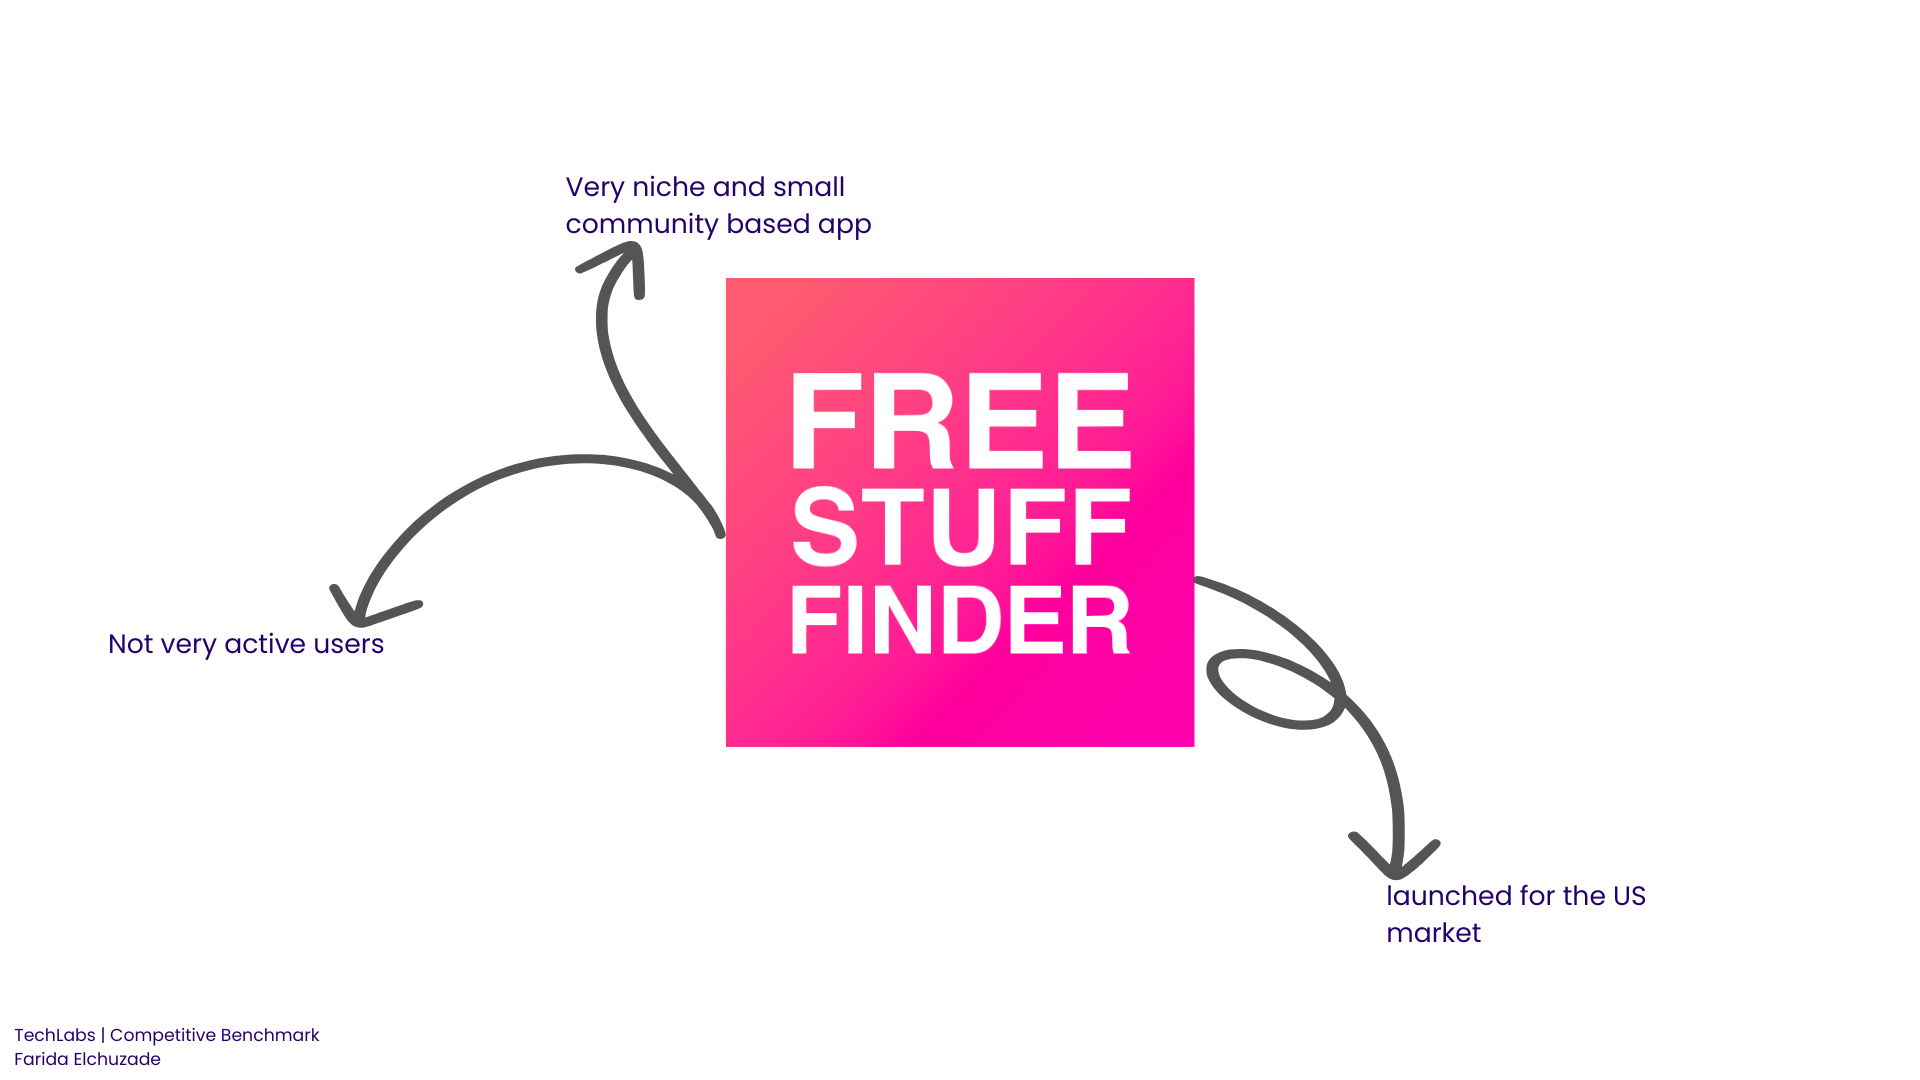 Very niche and small
community based app
FREE
STUFF
FINDER
Not very active users
launched for the US
market
TechLabs | Competitive Benchmark
Farida Elchuzade